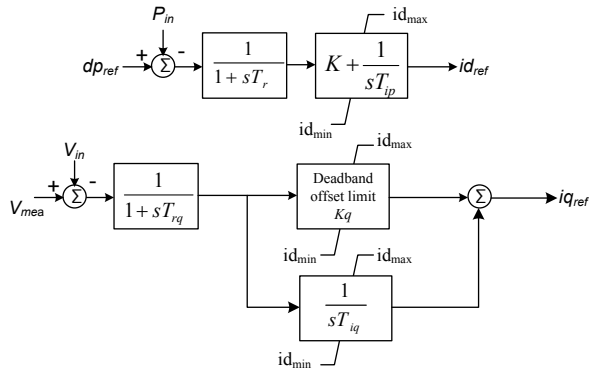 P_in id_max
dp_ref + Σ - 1 / (1 + sT_r) K + 1 / (sT_ip) id_ref
id_min
V_in id_max
V_mea + Σ - 1 / (1 + sT_rq) Deadband Σ iq_ref
offset limit
Kq
id_min id_max
1 / (sT_iq)
id_min